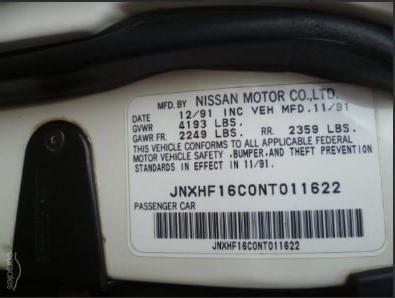 MFD. BY NISSAN MOTOR CO.,LTD.
DATE 12/91 INC VEH MFD.11/91
GVWR 4193 LBS.
GAWR FR. 2249 LBS. RR. 2359 LBS.
THIS VEHICLE CONFORMS TO ALL APPLICABLE FEDERAL
MOTOR VEHICLE SAFETY ,BUMPER,AND THEFT PREVENTION
STANDARDS IN EFFECT IN 11/91.
JNXHF16C0NT011622
PASSENGER CAR
JNXHF16C0NT011622